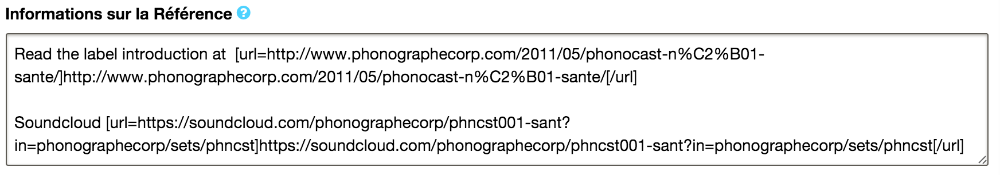 Informations sur la Référence ?
Read the label introduction at  [url=http://www.phonographecorp.com/2011/05/phonocast-n%C2%B01-
sante/]http://www.phonographecorp.com/2011/05/phonocast-n%C2%B01-sante/[/url]

Soundcloud [url=https://soundcloud.com/phonographecorp/phncst001-sant?
in=phonographecorp/sets/phncst]https://soundcloud.com/phonographecorp/phncst001-sant?in=phonographecorp/sets/phncst[/url]